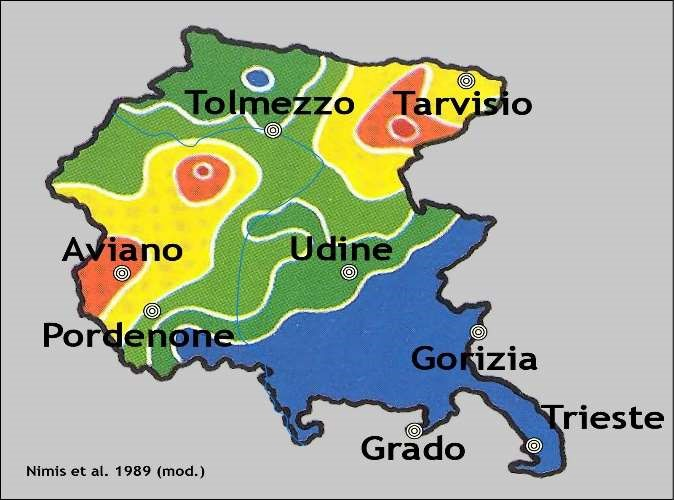 Tolmezzo
Tarvisio
Aviano
Udine
Pordenone
Gorizia
Trieste
Grado
Nimis et al. 1989 (mod.)